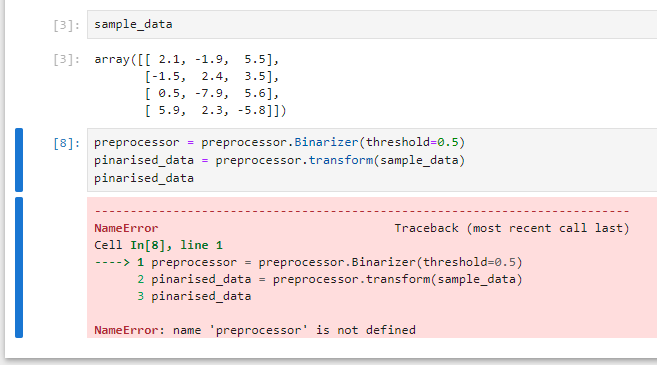 [3]: sample_data
[3]: array([[ 2.1, -1.9,  5.5],
       [-1.5,  2.4,  3.5],
       [ 0.5, -7.9,  5.6],
       [ 5.9,  2.3, -5.8]])
[8]: preprocessor = preprocessor.Binarizer(threshold=0.5)
pinarised_data = preprocessor.transform(sample_data)
pinarised_data
---------------------------------------------------------------------------
NameError                                 Traceback (most recent call last)
Cell In[8], line 1
----> 1 preprocessor = preprocessor.Binarizer(threshold=0.5)
      2 pinarised_data = preprocessor.transform(sample_data)
      3 pinarised_data
NameError: name 'preprocessor' is not defined